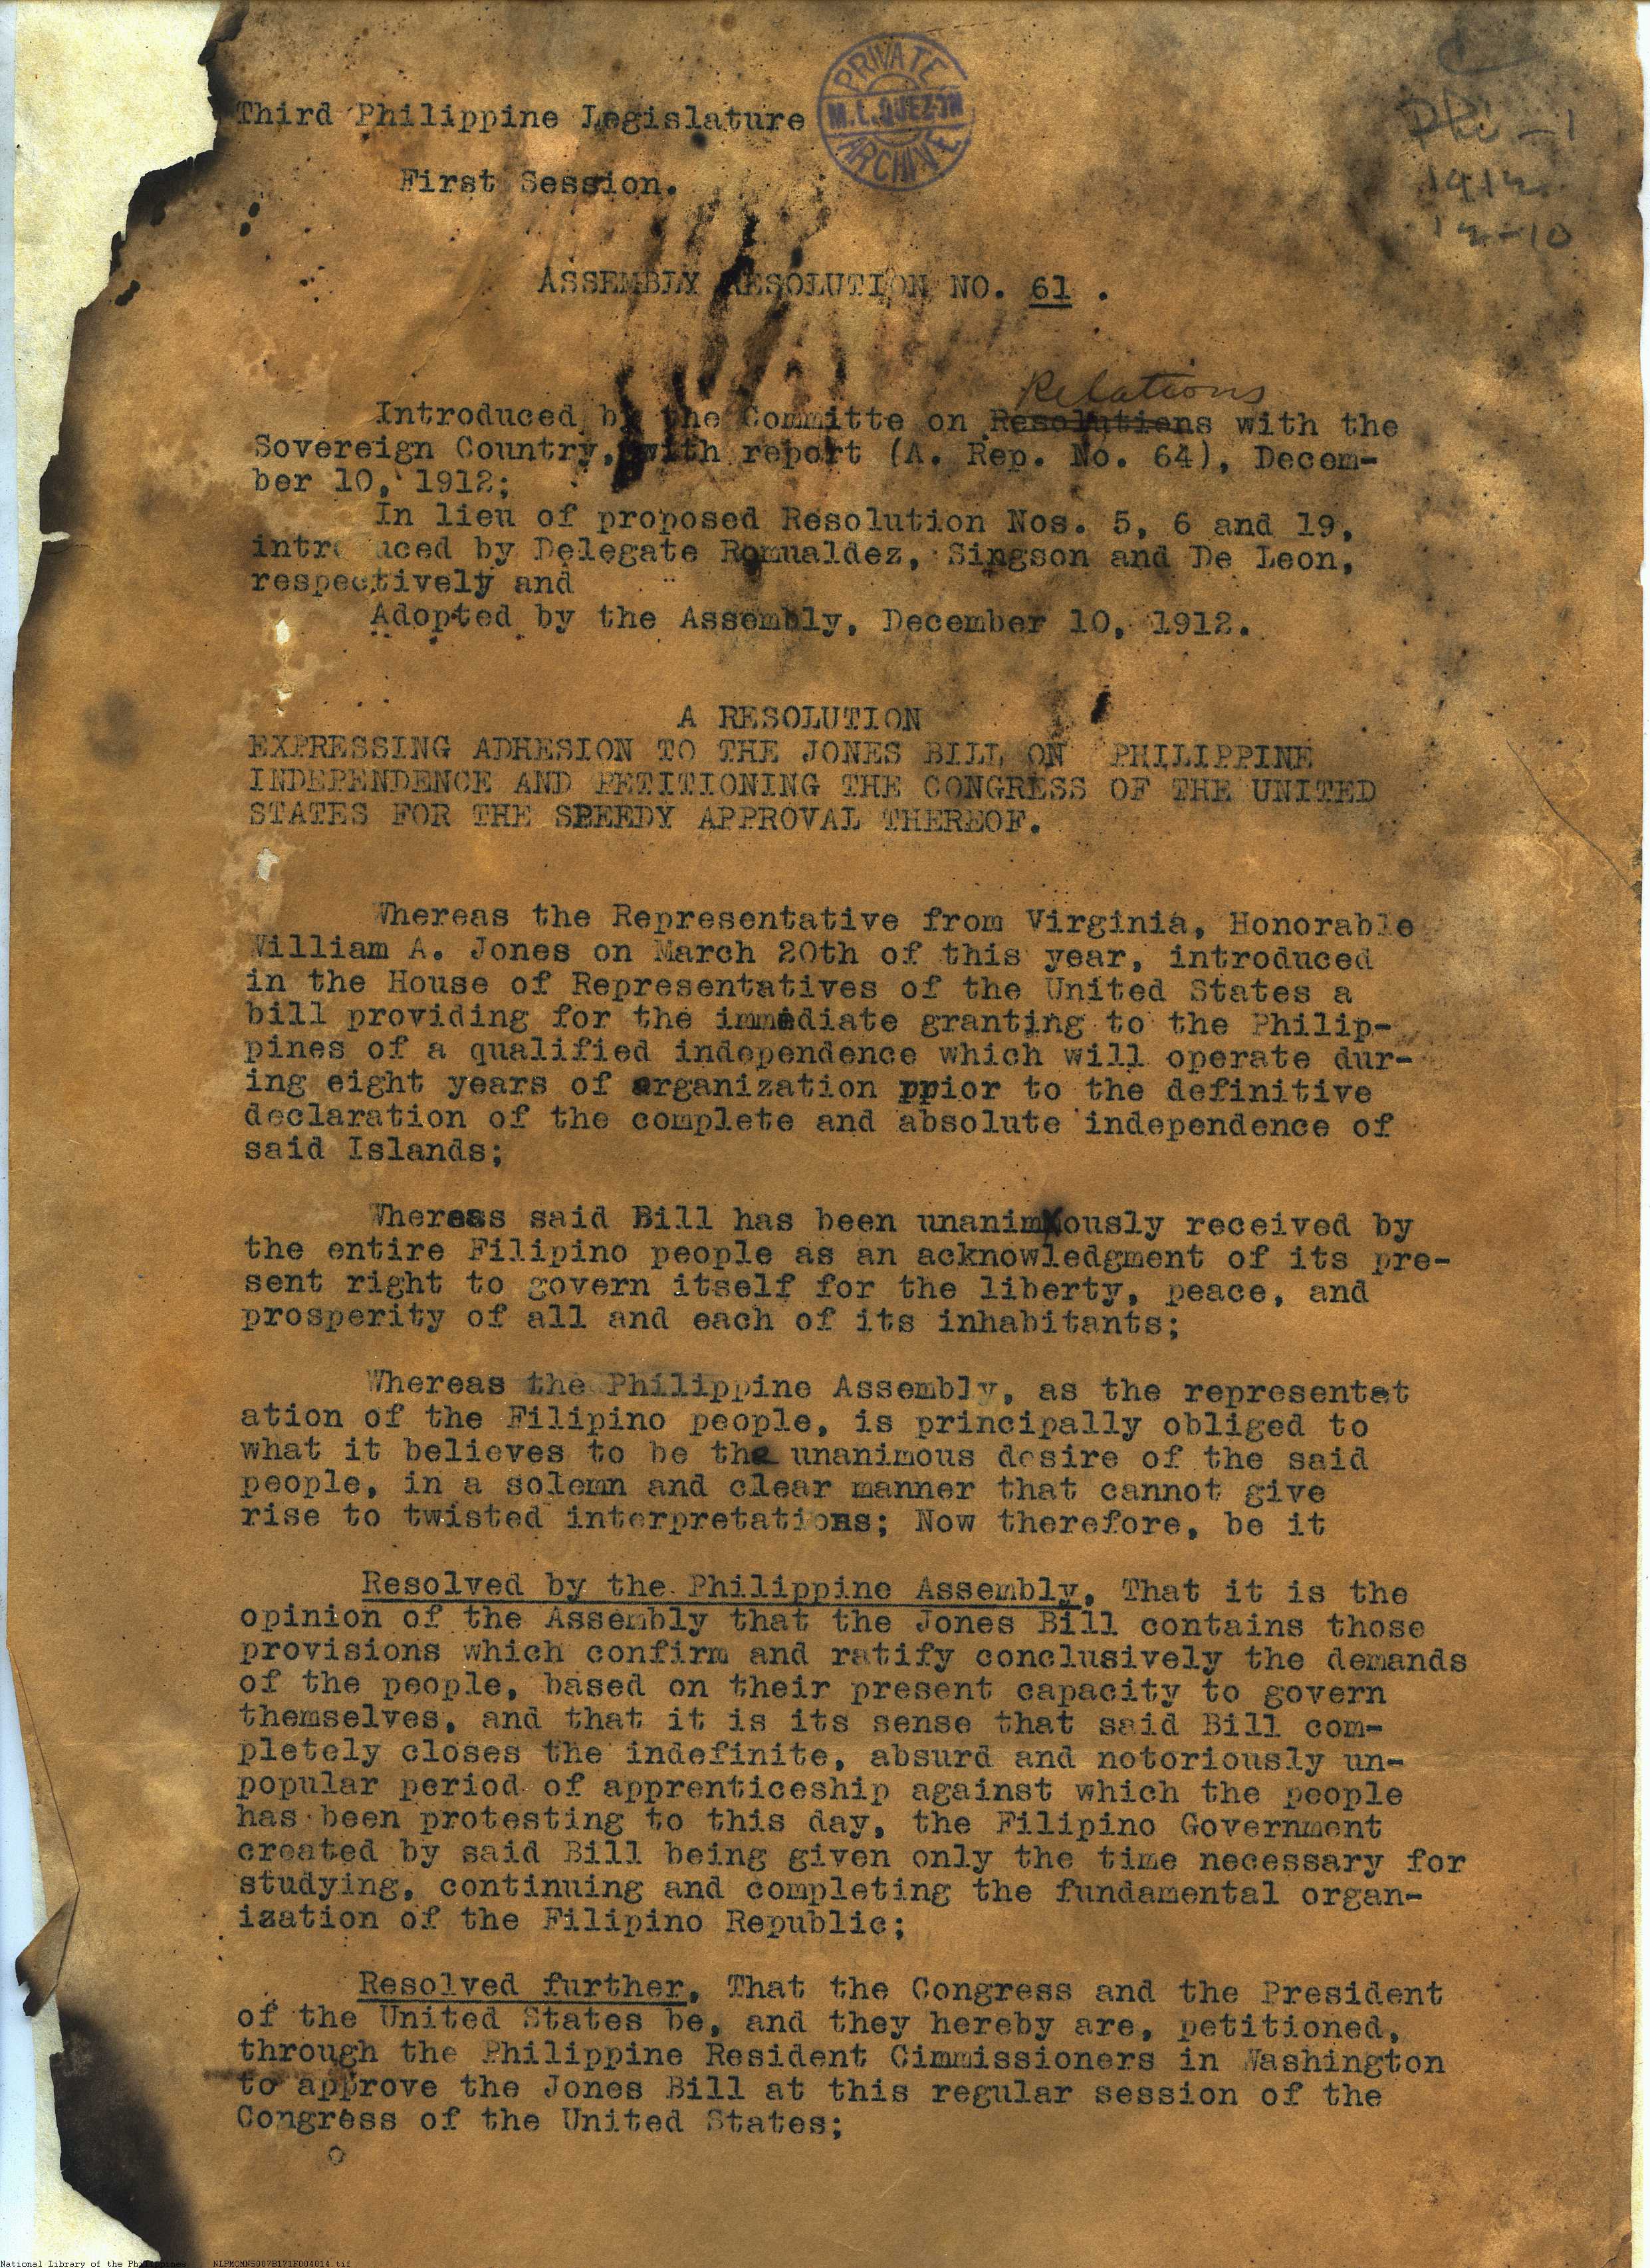 PRIVATE
M.L.QUEZON
ARCHIVE
Third Philippine Legislature
First Session.
1912
12-10
ASSEMBLY RESOLUTION NO. 61 .
Relations
Introduced by the Committe on Resolutions with the
Sovereign Country, with report (A. Rep. No. 64), Decem-
ber 10, 1912;
In lieu of proposed Resolution Nos. 5, 6 and 19,
intr uced by Delegate Romualdez, Singson and De Leon,
respectively and
Adopted by the Assembly, December 10, 1912.
A RESOLUTION
EXPRESSING ADHESION TO THE JONES BILL ON PHILIPPINE
INDEPENDENCE AND PETITIONING THE CONGRESS OF THE UNITED
STATES FOR THE SPEEDY APPROVAL THEREOF.
Whereas the Representative from Virginia, Honorable
William A. Jones on March 20th of this year, introduced
in the House of Representatives of the United States a
bill providing for the immediate granting to the Philip-
pines of a qualified independence which will operate dur-
ing eight years of organization ppior to the definitive
declaration of the complete and absolute independence of
said Islands;
Whereas said Bill has been unanimXously received by
the entire Filipino people as an acknowledgment of its pre-
sent right to govern itself for the liberty, peace, and
prosperity of all and each of its inhabitants;
Whereas the Philippine Assembly, as the representet
ation of the Filipino people, is principally obliged to
what it believes to be the unanimous desire of the said
people, in a solemn and clear manner that cannot give
rise to twisted interpretations; Now therefore, be it
Resolved by the Philippine Assembly, That it is the
opinion of the Assembly that the Jones Bill contains those
provisions which confirm and ratify conclusively the demands
of the people, based on their present capacity to govern
themselves, and that it is its sense that said Bill com-
pletely closes the indefinite, absurd and notoriously un-
popular period of apprenticeship against which the people
has been protesting to this day, the Filipino Government
created by said Bill being given only the time necessary for
studying, continuing and completing the fundamental organ-
ization of the Filipino Republic;
Resolved further, That the Congress and the President
of the United States be, and they hereby are, petitioned,
through the Philippine Resident Cimmissioners in Washington
to approve the Jones Bill at this regular session of the
Congress of the United States;
National Library of the Philippines NLPMQMNS007B171F004014.tif